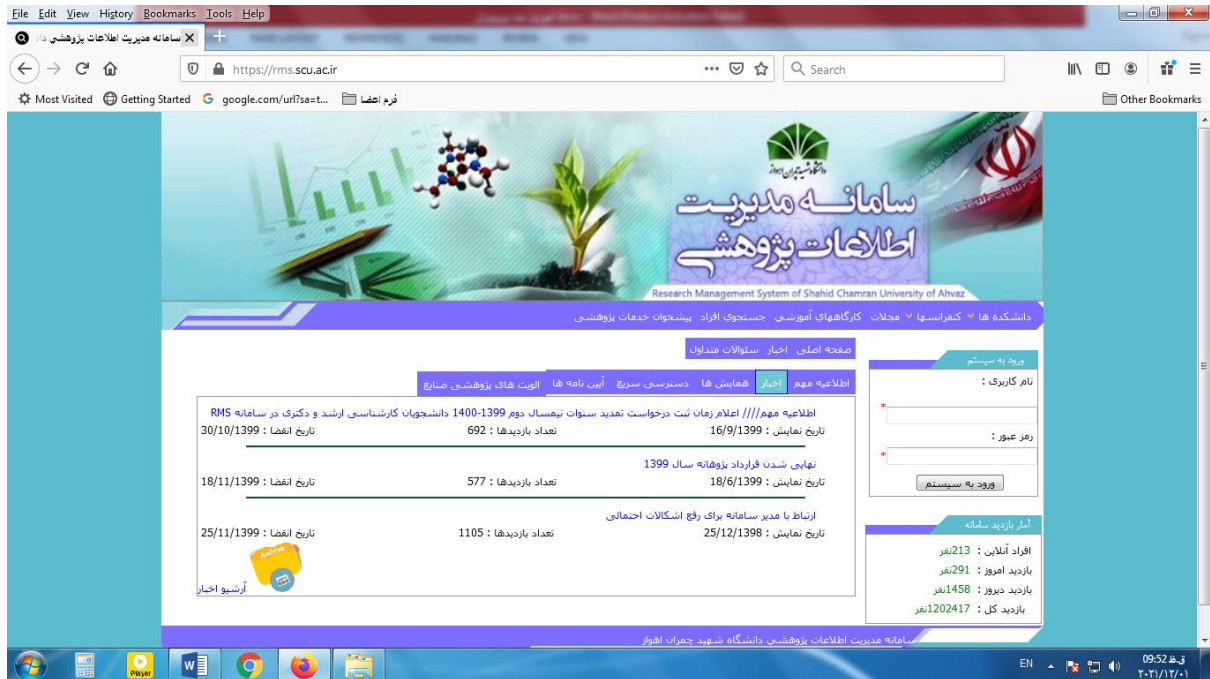 File Edit View History Bookmarks Tools Help
سامانه مدیریت اطلاعات پژوهشی
https://rms.scu.ac.ir
Search
Most Visited Getting Started google.com/url?sa=t... فرم اعضا Other Bookmarks
سامانه مدیریت
اطلاعات پژوهشی
Research Management System of Shahid Chamran University of Ahvaz
دانشکده ها کنفرانسها مجلات کارگاههای آموزشی جستجوی افراد پیشخوان خدمات پژوهشی
صفحه اصلی اخبار سئوالات متداول
اطلاعیه مهم اخبار همایش ها دسترسی سریع آیین نامه ها الویت های پژوهشی صنایع
اطلاعیه مهم//// اعلام زمان ثبت درخواست تمدید سنوات نیمسال دوم 1399-1400 دانشجویان کارشناسی ارشد و دکتری در سامانه RMS
تاریخ نمایش : 16/9/1399 تعداد بازدیدها : 692 تاریخ انقضا : 30/10/1399
نهایی شدن قرارداد پژوهانه سال 1399
تاریخ نمایش : 18/6/1399 تعداد بازدیدها : 577 تاریخ انقضا : 18/11/1399
ارتباط با مدیر سامانه برای رفع اشکالات احتمالی
تاریخ نمایش : 25/12/1398 تعداد بازدیدها : 1105 تاریخ انقضا : 25/11/1399
Archive
آرشیو اخبار
ورود به سیستم
نام کاربری :
*
رمز عبور :
*
ورود به سیستم
آمار بازدید سامانه
افراد آنلاین : 213نفر
بازدید امروز : 291نفر
بازدید دیروز : 1458نفر
بازدید کل : 1202417نفر
سامانه مدیریت اطلاعات پژوهشی دانشگاه شهید چمران اهواز
Player
EN
09:52 ق.ظ
۲۰۲۱/۱۲/۰۱